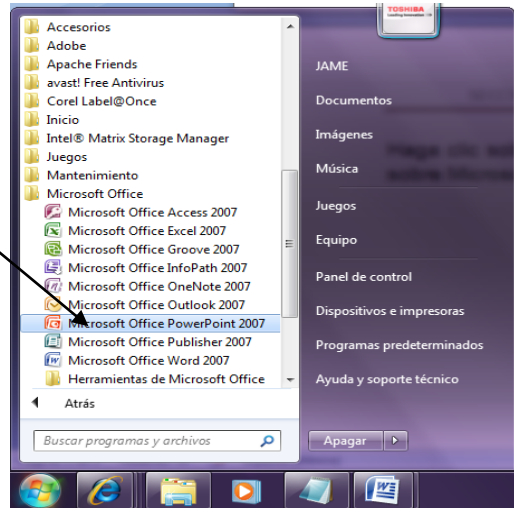 TOSHIBA
Leading Innovation
Accesorios
Adobe
Apache Friends
avast! Free Antivirus
Corel Label@Once
Inicio
Intel® Matrix Storage Manager
Juegos
Mantenimiento
Microsoft Office
Microsoft Office Access 2007
Microsoft Office Excel 2007
Microsoft Office Groove 2007
Microsoft Office InfoPath 2007
Microsoft Office OneNote 2007
Microsoft Office Outlook 2007
Microsoft Office PowerPoint 2007
Microsoft Office Publisher 2007
Microsoft Office Word 2007
Herramientas de Microsoft Office
Atrás
Buscar programas y archivos
JAME
Documentos
Imágenes
Música
Juegos
Equipo
Panel de control
Dispositivos e impresoras
Programas predeterminados
Ayuda y soporte técnico
Apagar